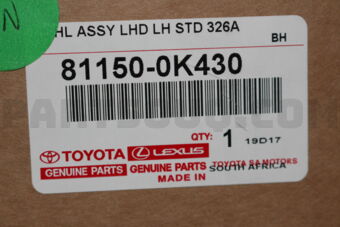 N
HL ASSY LHD LH STD 326A
BH
81150-0K430
QTY: 1 19D17
TOYOTA LEXUS
GENUINE PARTS GENUINE PARTS
TOYOTA SA MOTORS
MADE IN SOUTH AFRICA